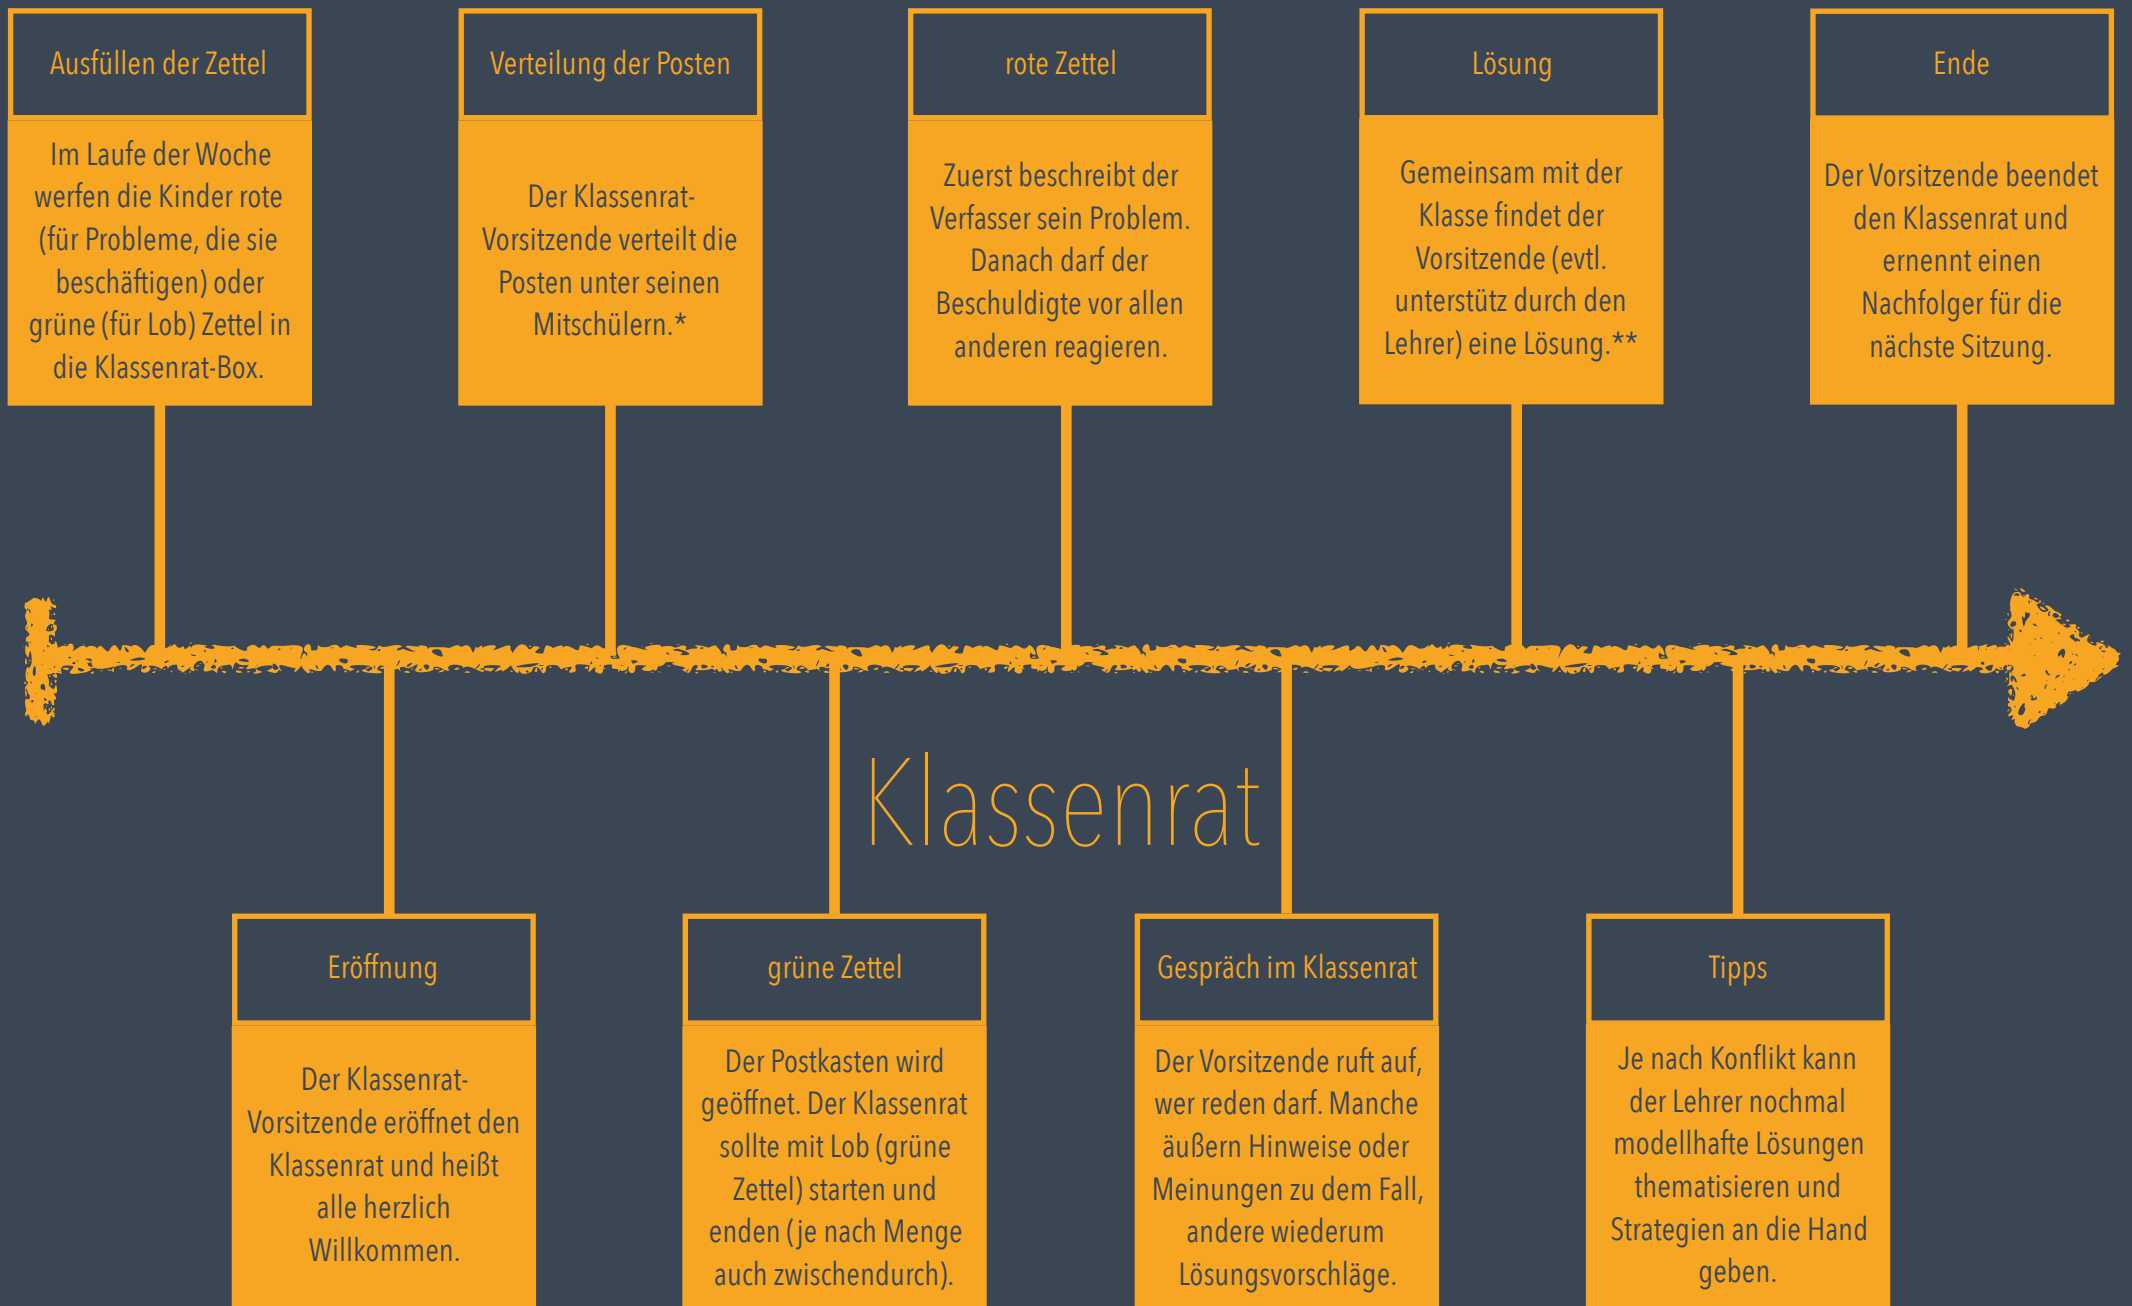 Ausfüllen der Zettel
Im Laufe der Woche
werfen die Kinder rote
(für Probleme, die sie
beschäftigen) oder
grüne (für Lob) Zettel in
die Klassenrat-Box.
Verteilung der Posten
Der Klassenrat-
Vorsitzende verteilt die
Posten unter seinen
Mitschülern.*
rote Zettel
Zuerst beschreibt der
Verfasser sein Problem.
Danach darf der
Beschuldigte vor allen
anderen reagieren.
Lösung
Gemeinsam mit der
Klasse findet der
Vorsitzende (evtl.
unterstütz durch den
Lehrer) eine Lösung.**
Ende
Der Vorsitzende beendet
den Klassenrat und
ernennt einen
Nachfolger für die
nächste Sitzung.
Klassenrat
Eröffnung
Der Klassenrat-
Vorsitzende eröffnet den
Klassenrat und heißt
alle herzlich
Willkommen.
grüne Zettel
Der Postkasten wird
geöffnet. Der Klassenrat
sollte mit Lob (grüne
Zettel) starten und
enden (je nach Menge
auch zwischendurch).
Gespräch im Klassenrat
Der Vorsitzende ruft auf,
wer reden darf. Manche
äußern Hinweise oder
Meinungen zu dem Fall,
andere wiederum
Lösungsvorschläge.
Tipps
Je nach Konflikt kann
der Lehrer nochmal
modellhafte Lösungen
thematisieren und
Strategien an die Hand
geben.